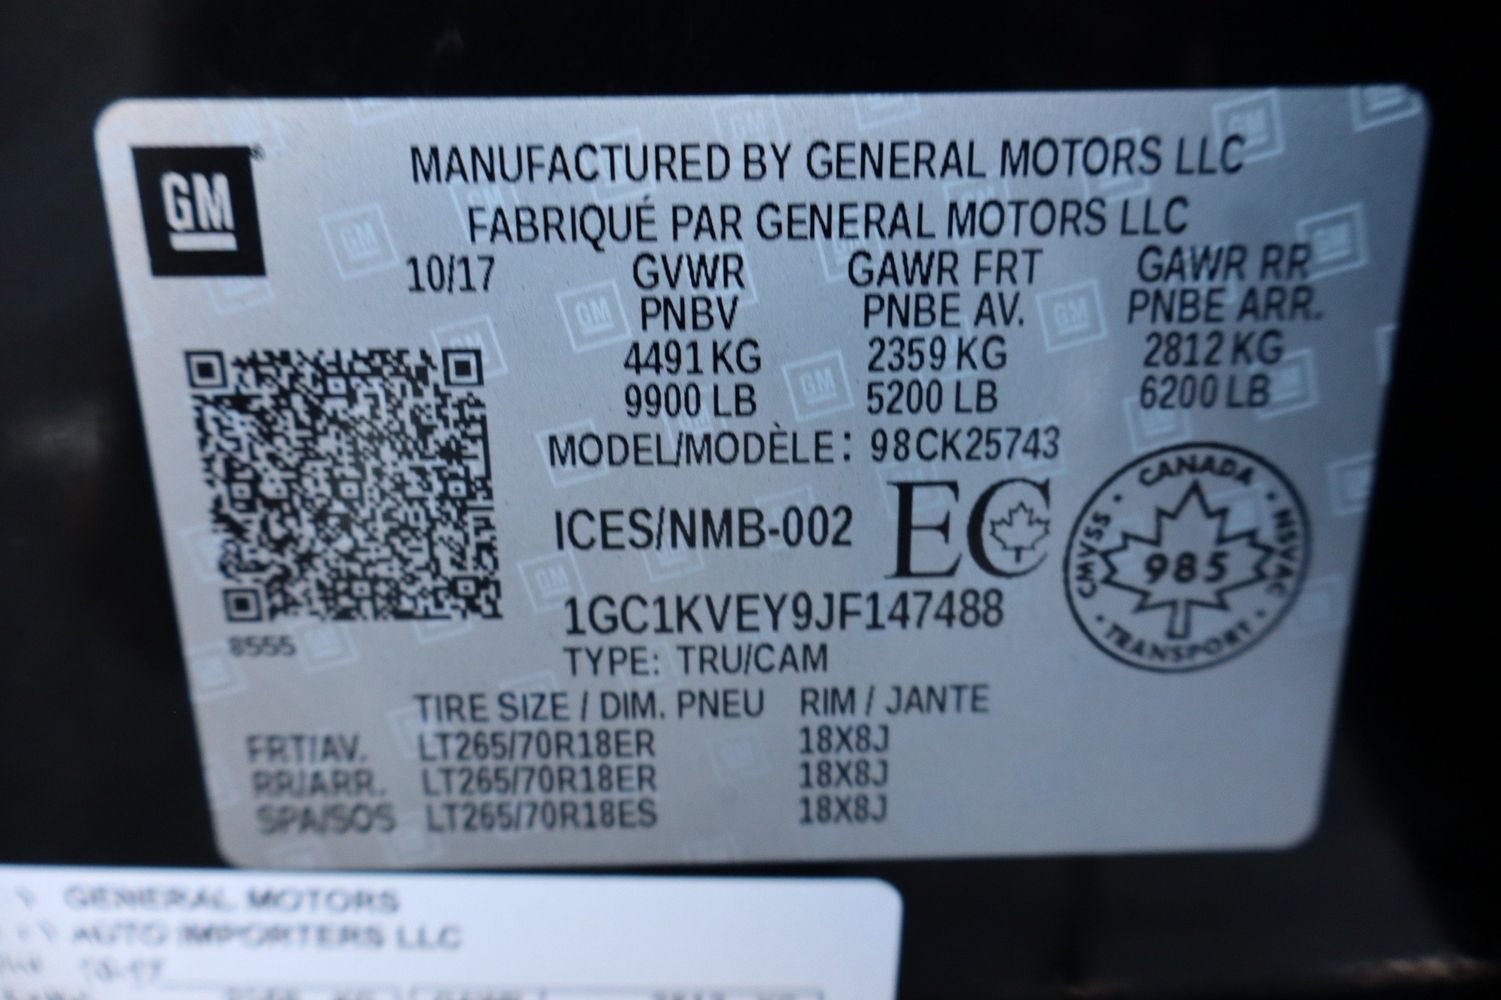 GM
MANUFACTURED BY GENERAL MOTORS LLC
FABRIQUÉ PAR GENERAL MOTORS LLC
10/17 GVWR GAWR FRT GAWR RR
PNBV PNBE AV. PNBE ARR.
4491 KG 2359 KG 2812 KG
9900 LB 5200 LB 6200 LB
MODEL/MODÈLE: 98CK25743
ICES/NMB-002 EC
CANADA
CMVSS 985 NSVAC
TRANSPORT
1GC1KVEY9JF147488
8555
TYPE: TRU/CAM
TIRE SIZE / DIM. PNEU RIM / JANTE
FRT/AV. LT265/70R18ER 18X8J
RR/ARR. LT265/70R18ER 18X8J
SPA/SOS LT265/70R18ES 18X8J
GENERAL MOTORS
AUTO IMPORTERS LLC
10-17